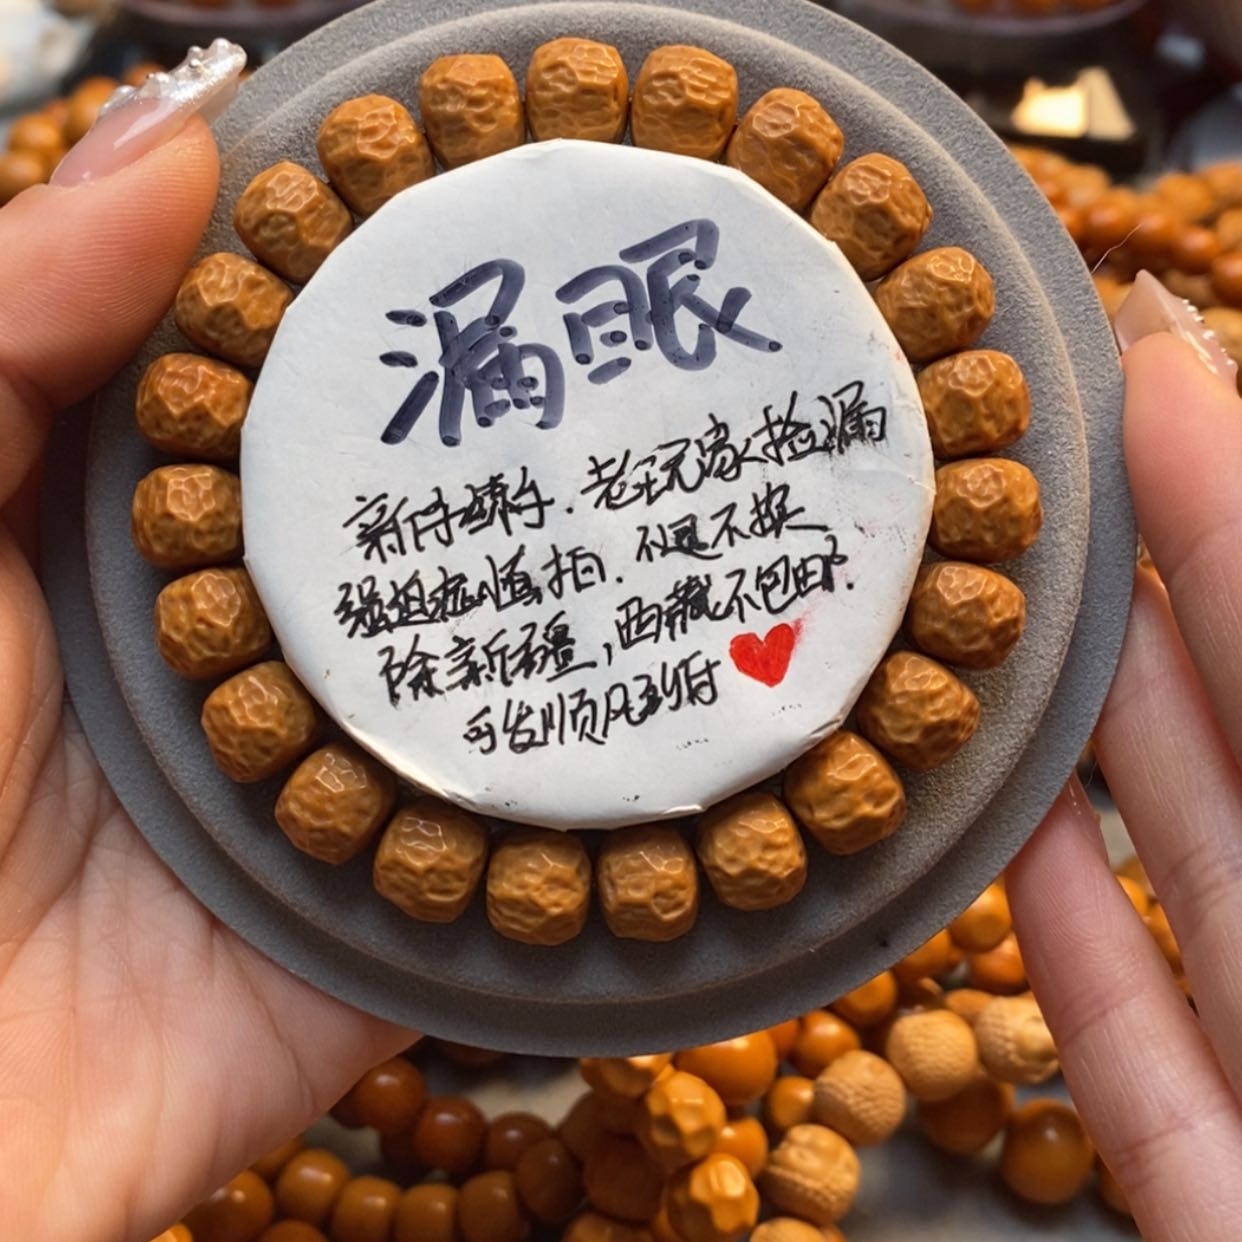 漏眼
新手练手.老玩家捡漏
强迫症慎拍.不退不换
除新疆,西藏不包邮.
可发顺风到付